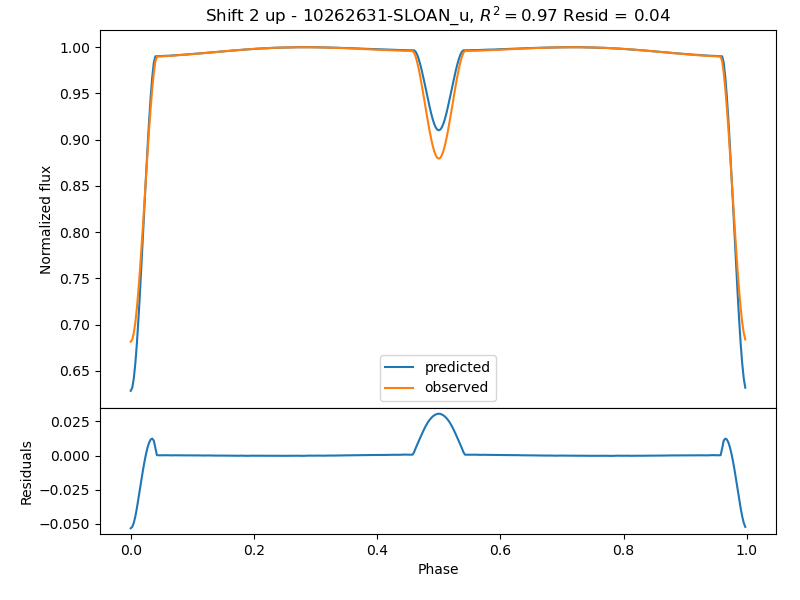 Shift 2 up - 10262631-SLOAN_u, R² = 0.97 Resid = 0.04
1.00
0.95
0.90
0.85
0.80
0.75
0.70
0.65
Normalized flux
predicted
observed
0.025
0.000
−0.025
−0.050
Residuals
0.0 0.2 0.4 0.6 0.8 1.0
Phase